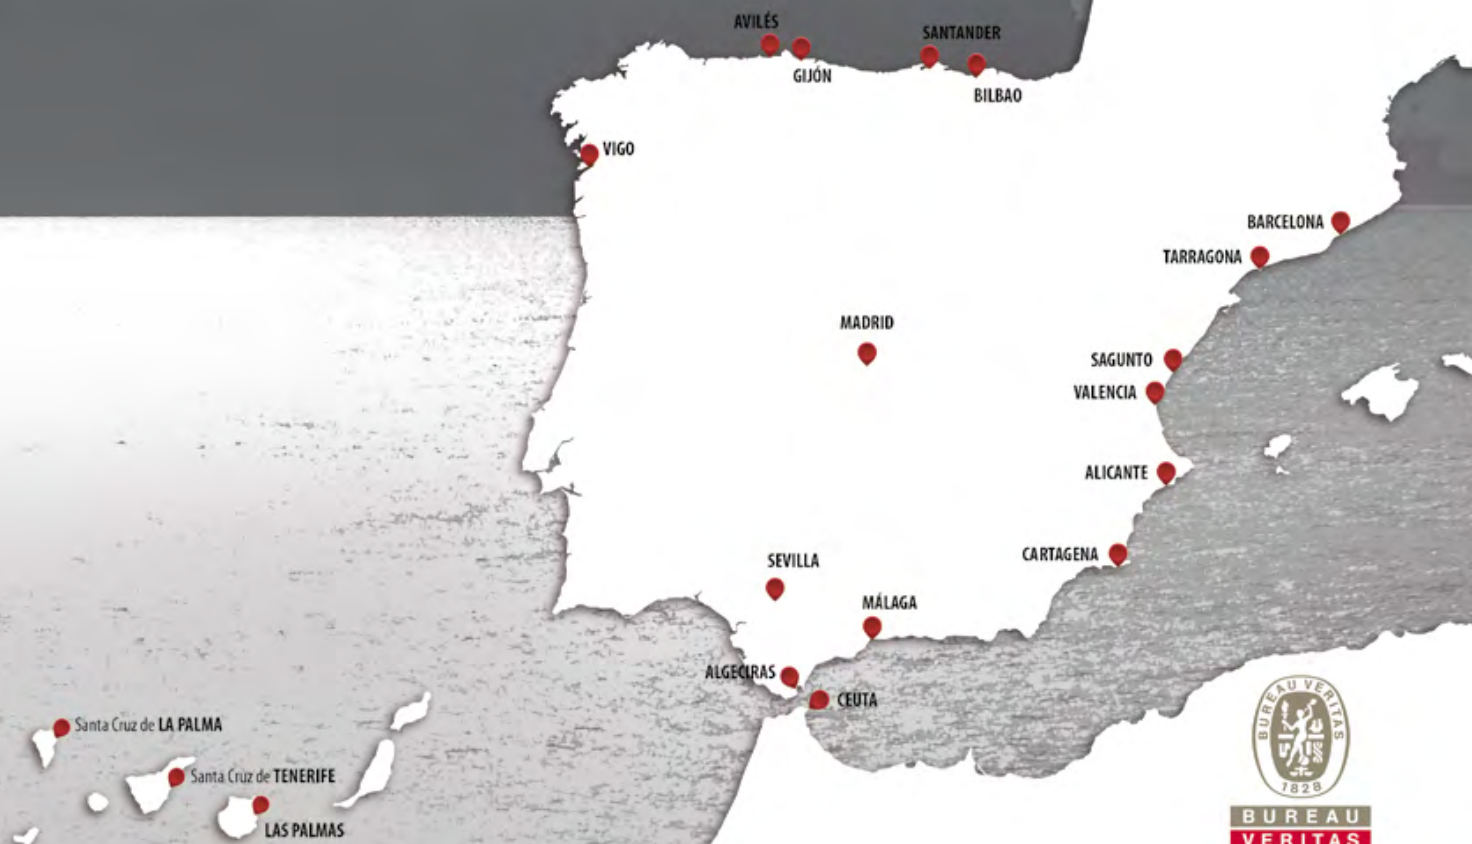 AVILÉS
SANTANDER
GIJÓN
BILBAO
VIGO
BARCELONA
TARRAGONA
MADRID
SAGUNTO
VALENCIA
ALICANTE
CARTAGENA
SEVILLA
MÁLAGA
ALGECIRAS
CEUTA
Santa Cruz de LA PALMA
Santa Cruz de TENERIFE
LAS PALMAS
BUREAU VERITAS
1828
BUREAU
VERITAS